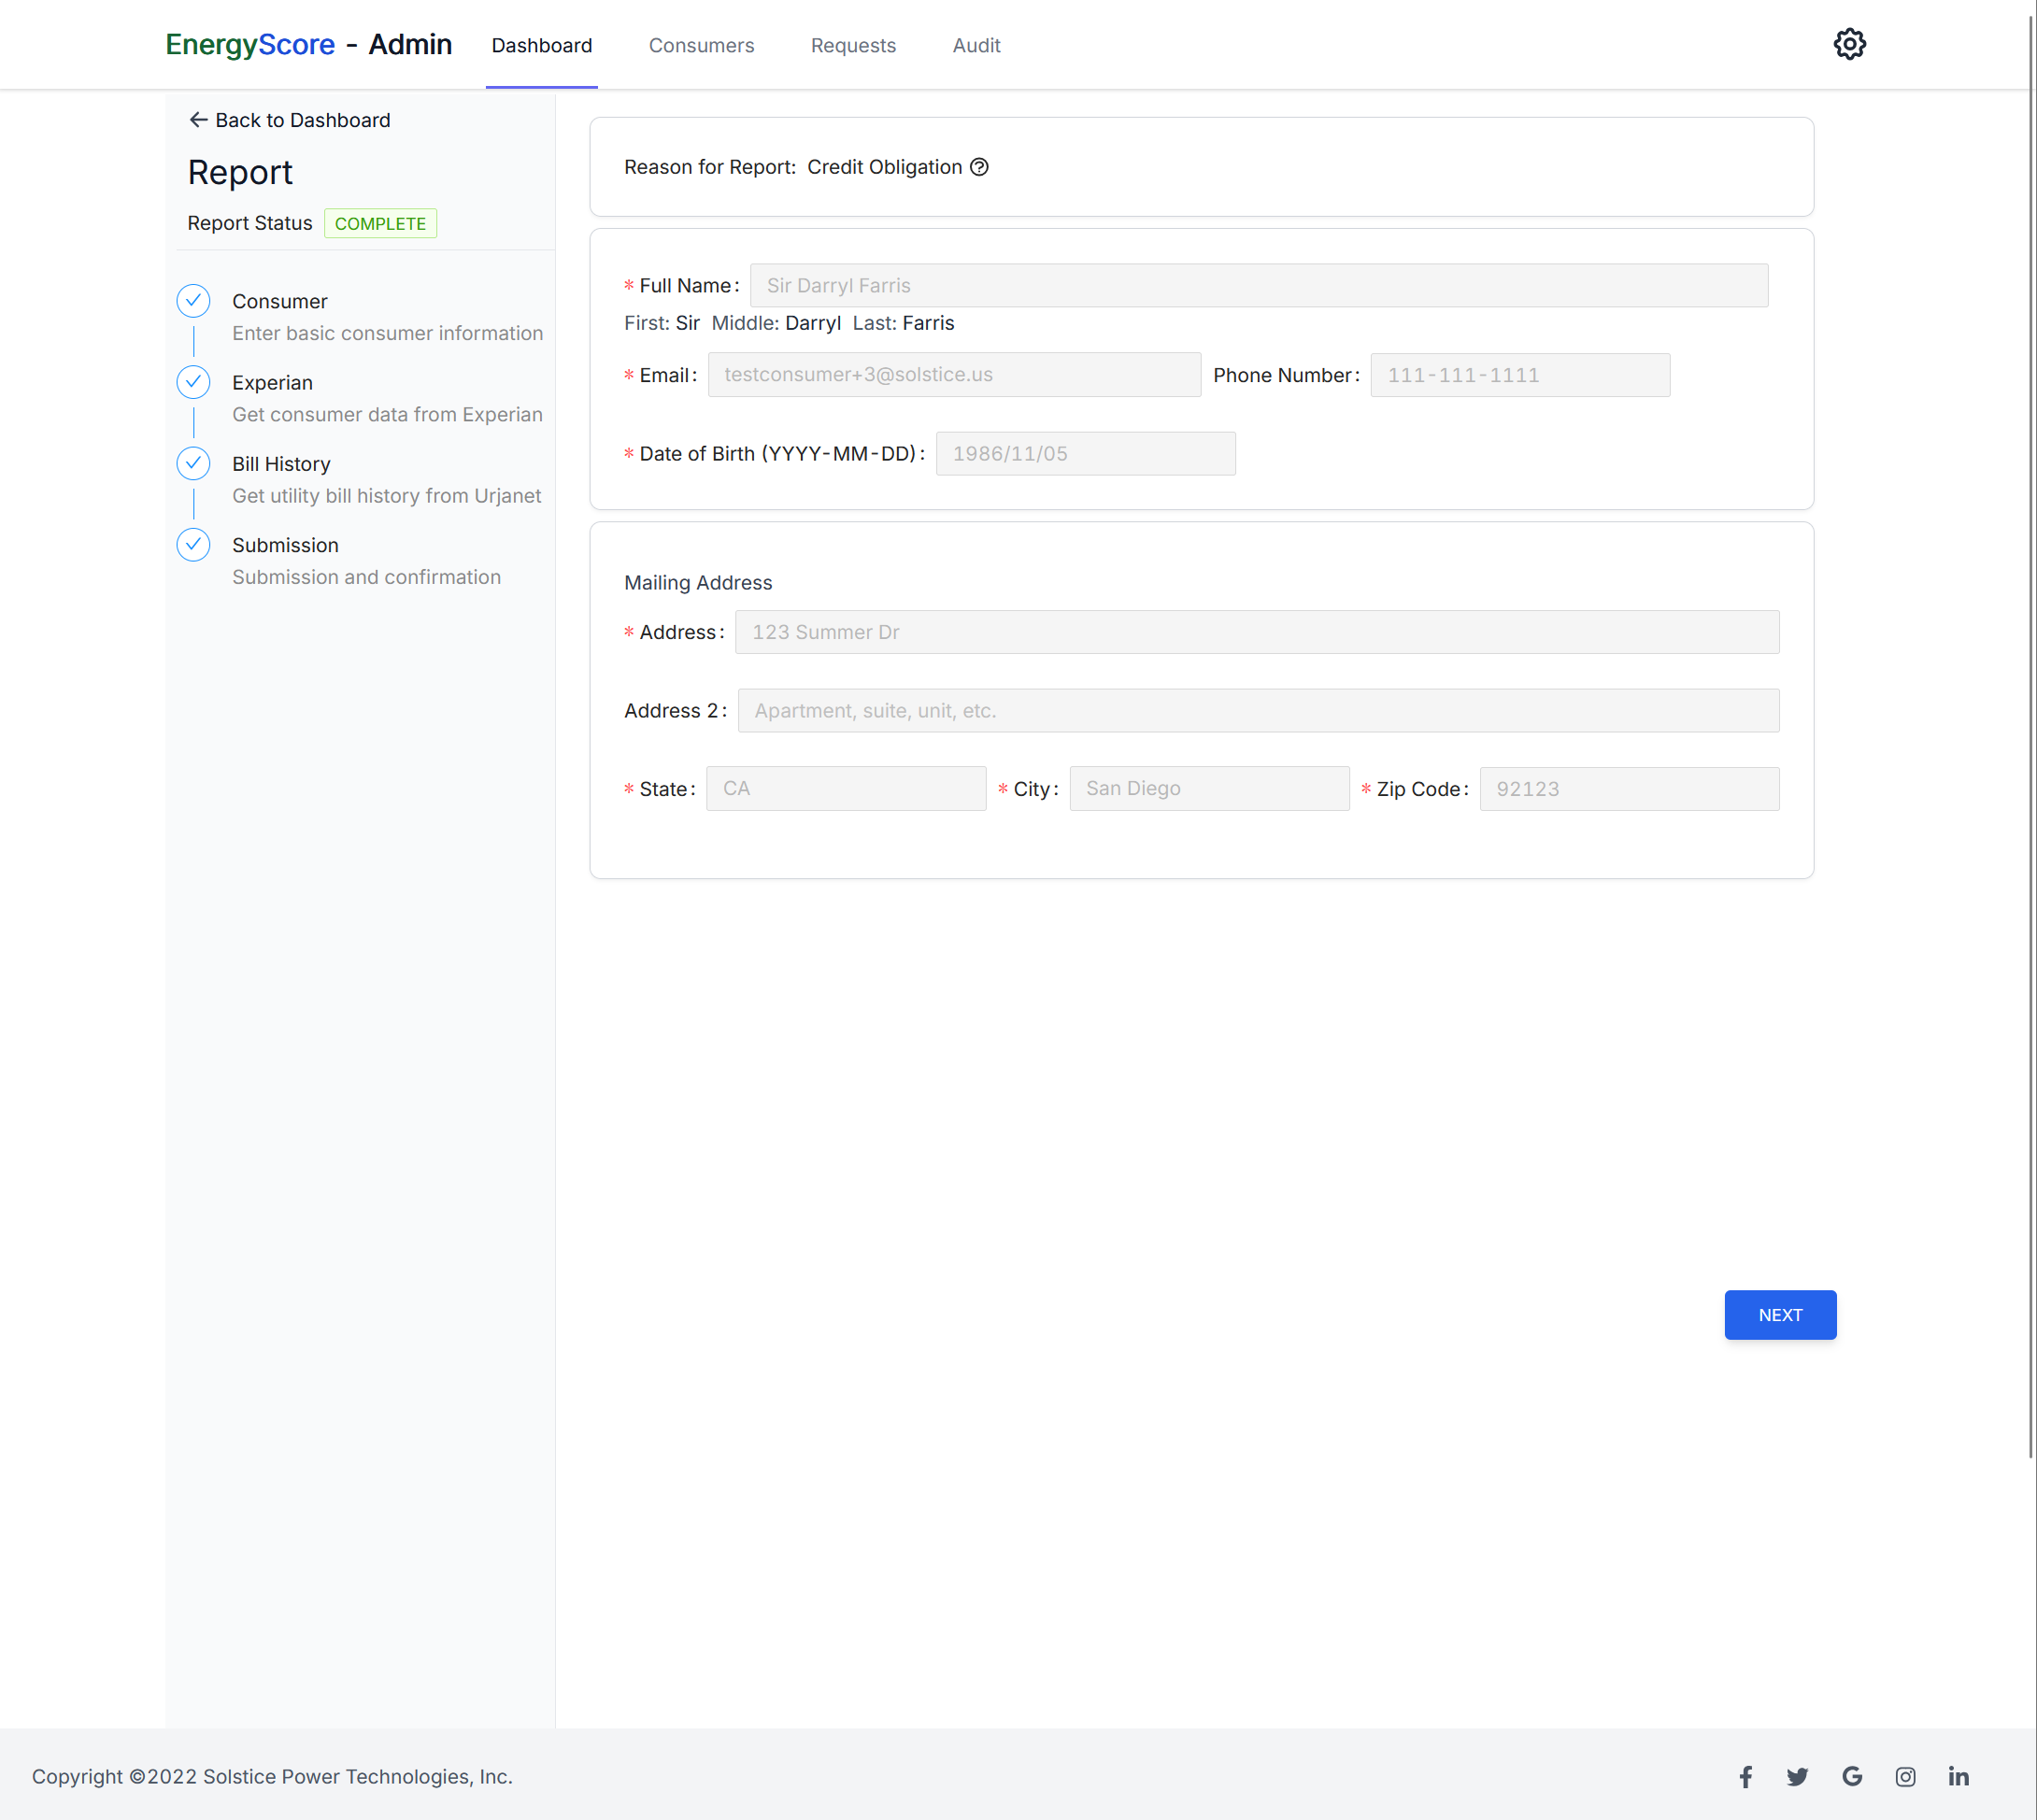 EnergyScore - Admin Dashboard Consumers Requests Audit
Back to Dashboard
Report
Report Status COMPLETE
Consumer
Enter basic consumer information
Experian
Get consumer data from Experian
Bill History
Get utility bill history from Urjanet
Submission
Submission and confirmation
Reason for Report: Credit Obligation
* Full Name: Sir Darryl Farris
First: Sir Middle: Darryl Last: Farris
* Email: testconsumer+3@solstice.us Phone Number: 111-111-1111
* Date of Birth (YYYY-MM-DD): 1986/11/05
Mailing Address
* Address: 123 Summer Dr
Address 2: Apartment, suite, unit, etc.
* State: CA * City: San Diego * Zip Code: 92123
NEXT
Copyright ©2022 Solstice Power Technologies, Inc.